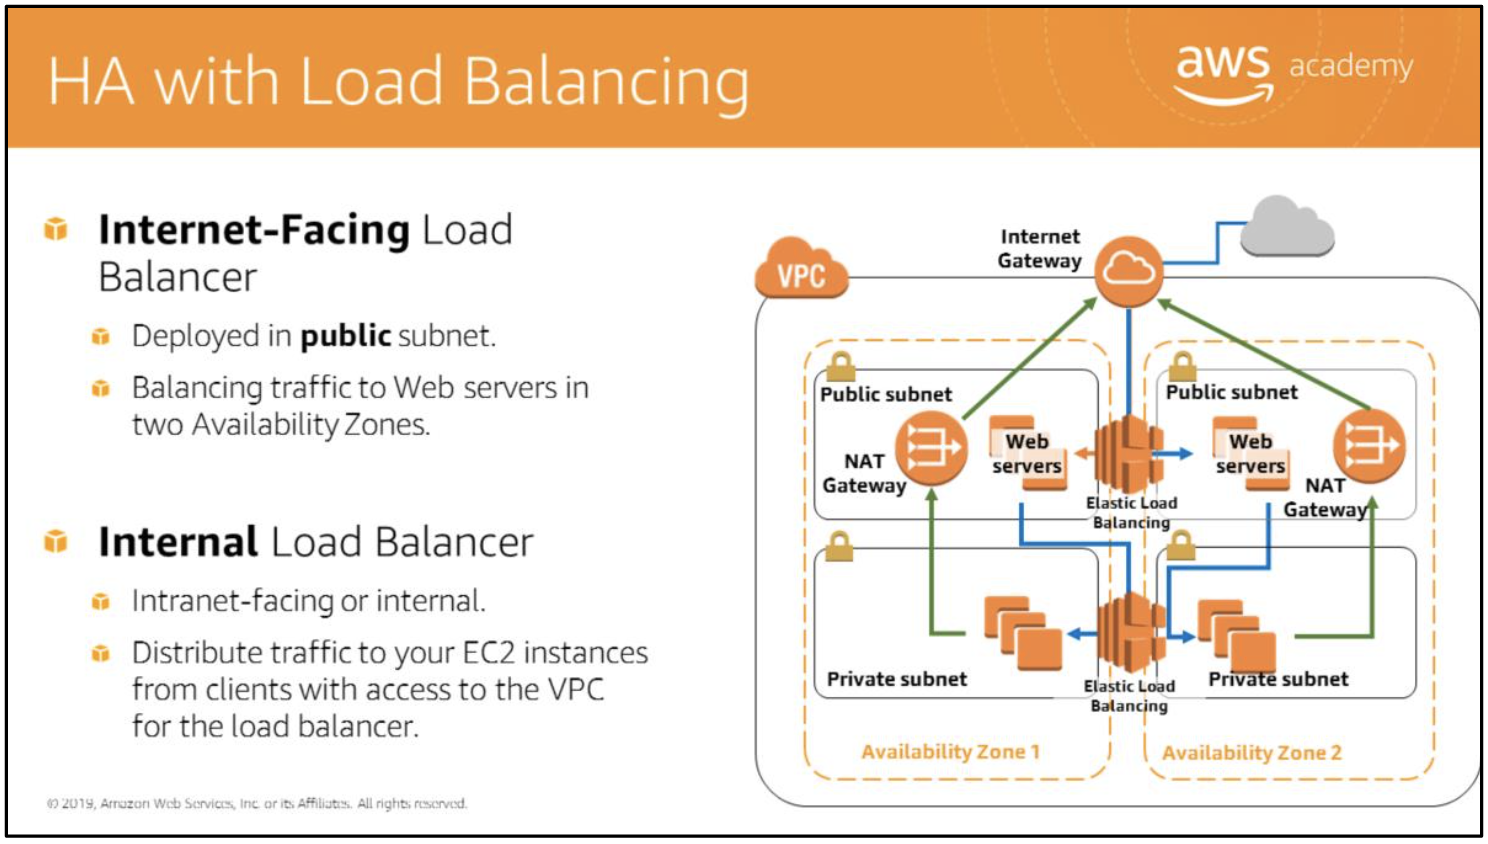 HA with Load Balancing
aws academy
Internet-Facing Load
Balancer
Deployed in public subnet.
Balancing traffic to Web servers in
two Availability Zones.
Internal Load Balancer
Intranet-facing or internal.
Distribute traffic to your EC2 instances
from clients with access to the VPC
for the load balancer.
© 2019, Amazon Web Services, Inc. or its Affiliates. All rights reserved.
Internet
Gateway
VPC
Public subnet
NAT
Gateway
Web
servers
Elastic Load
Balancing
Public subnet
Web
servers
NAT
Gateway
Private subnet
Elastic Load
Balancing
Private subnet
Availability Zone 1
Availability Zone 2